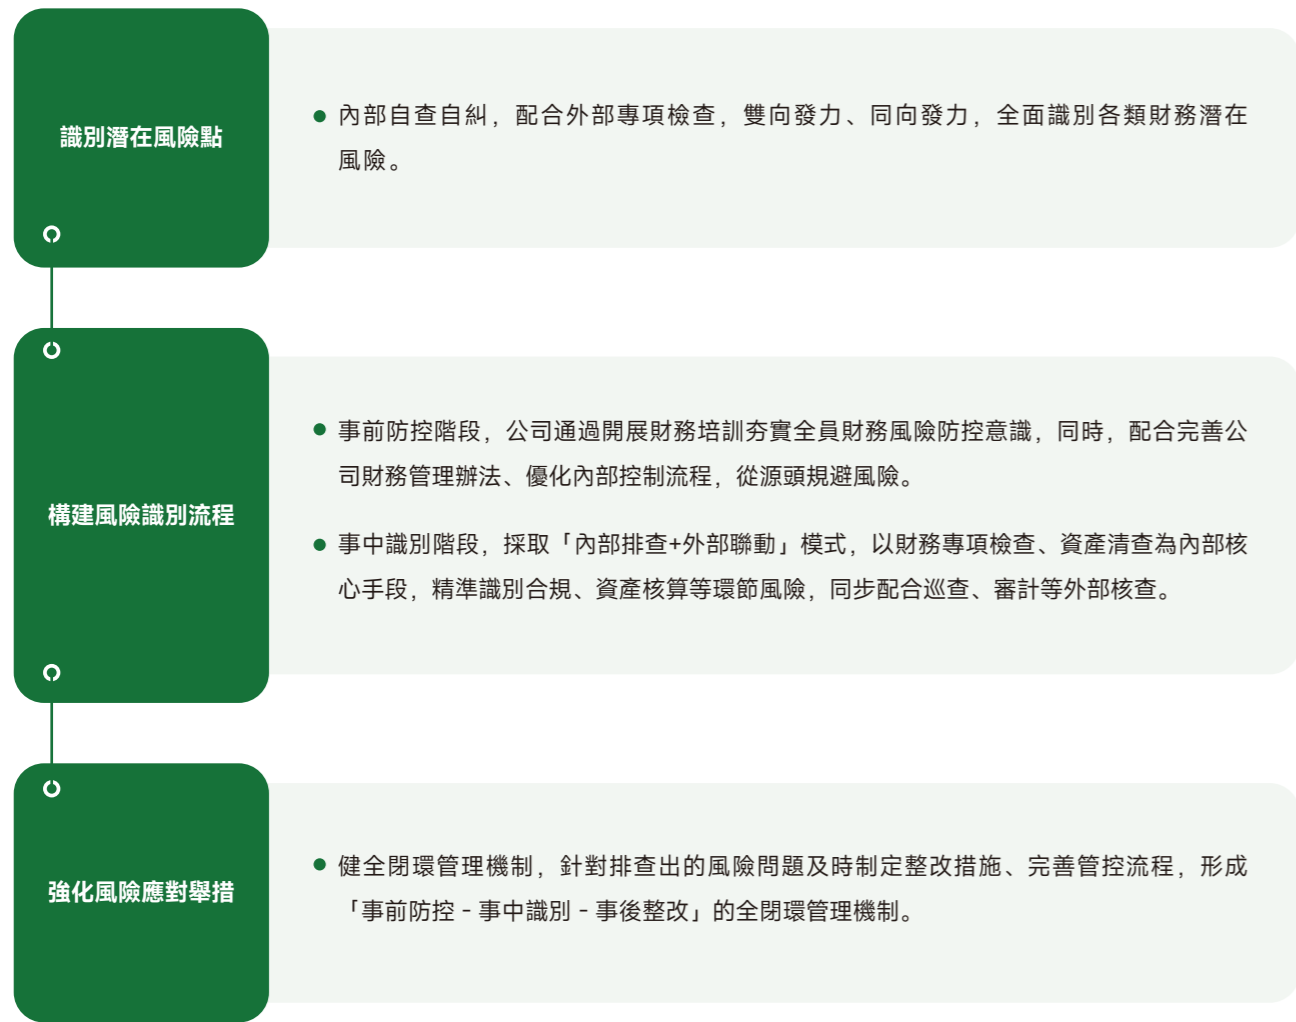 識別潛在風險點
內部自查自糾，配合外部專項檢查，雙向發力、同向發力，全面識別各類財務潛在
風險。
構建風險識別流程
事前防控階段，公司通過開展財務培訓夯實全員財務風險防控意識，同時，配合完善公
司財務管理辦法、優化內部控制流程，從源頭規避風險。
事中識別階段，採取「內部排查+外部聯動」模式，以財務專項檢查、資產清查為內部核
心手段，精準識別合規、資產核算等環節風險，同步配合巡查、審計等外部核查。
強化風險應對舉措
健全閉環管理機制，針對排查出的風險問題及時制定整改措施、完善管控流程，形成
「事前防控 - 事中識別 - 事後整改」的全閉環管理機制。